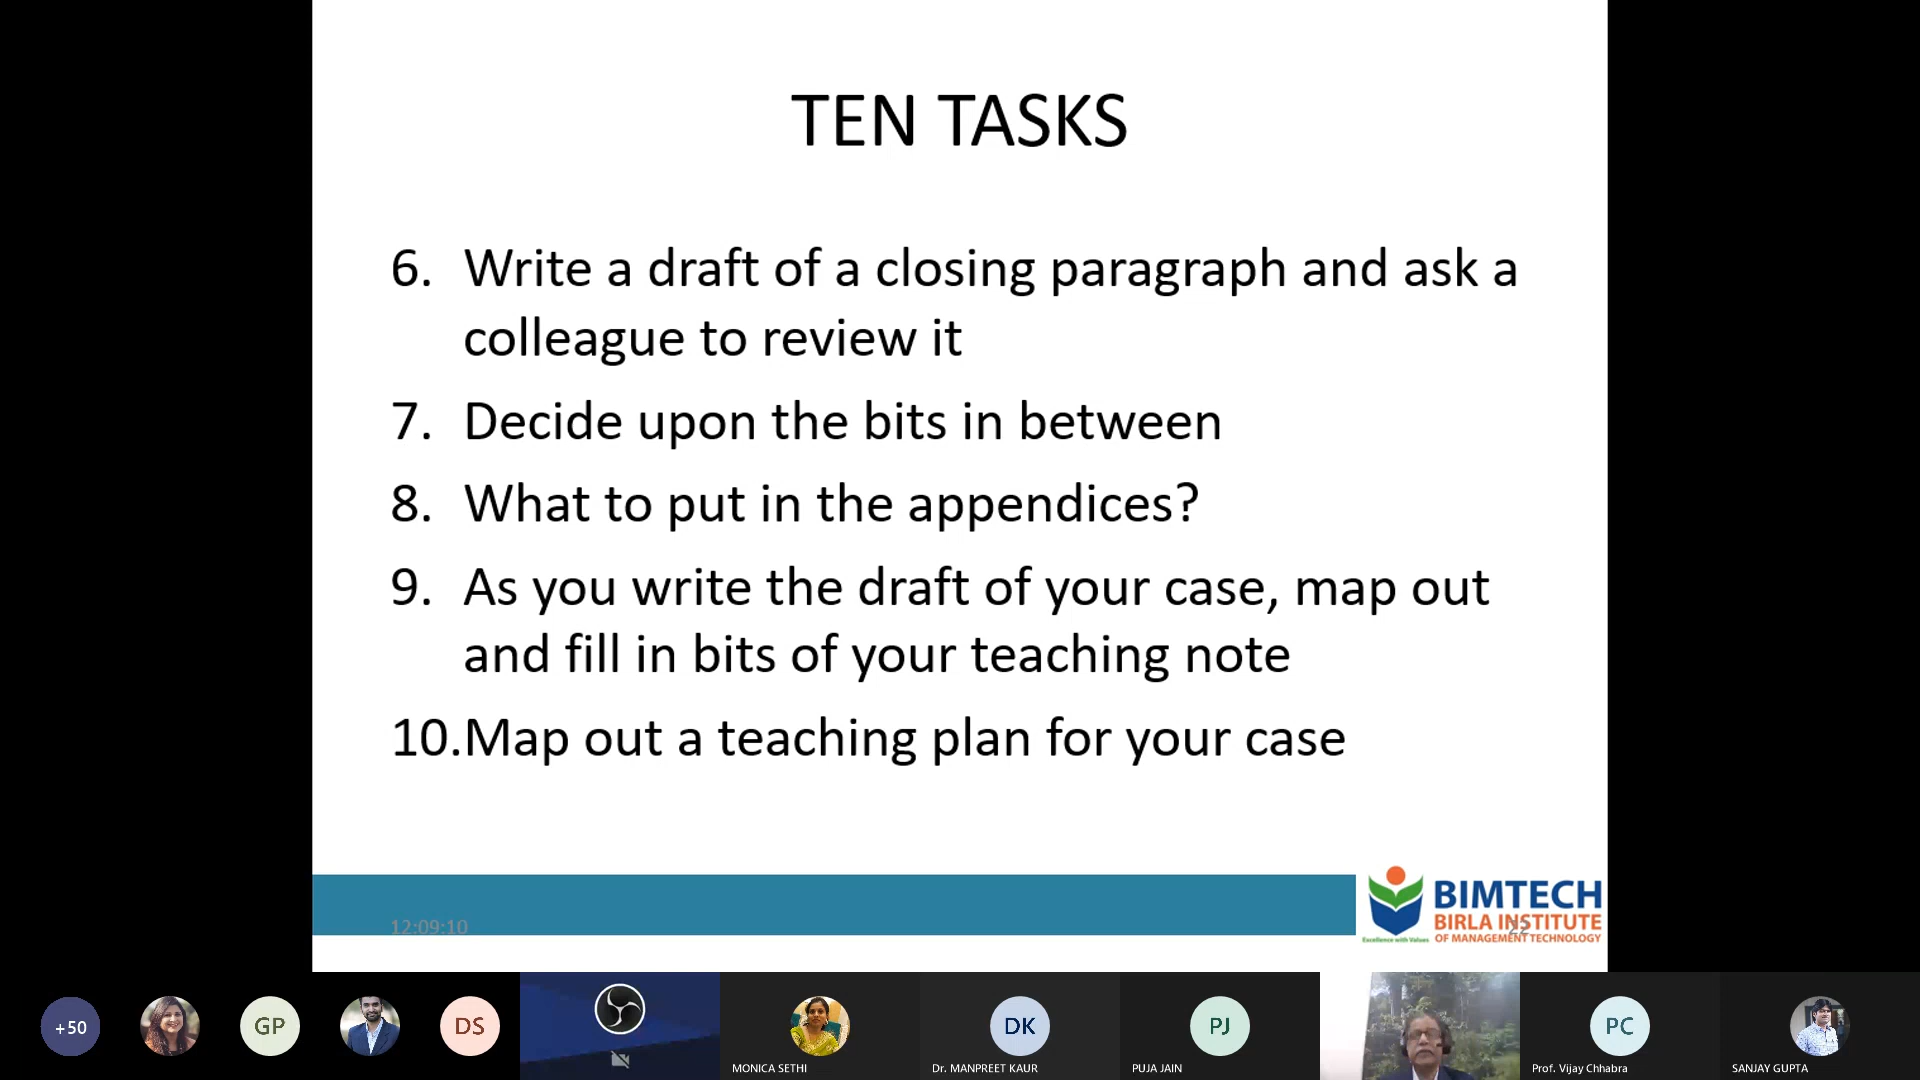 TEN TASKS
6. Write a draft of a closing paragraph and ask a
colleague to review it
7. Decide upon the bits in between
8. What to put in the appendices?
9. As you write the draft of your case, map out
and fill in bits of your teaching note
10. Map out a teaching plan for your case
12:09:10
22
BIMTECH
BIRLA INSTITUTE
OF MANAGEMENT TECHNOLOGY
Excellence with Values
+50
GP
DS
MONICA SETHI
DK
Dr. MANPREET KAUR
PJ
PUJA JAIN
PC
Prof. Vijay Chhabra
SANJAY GUPTA